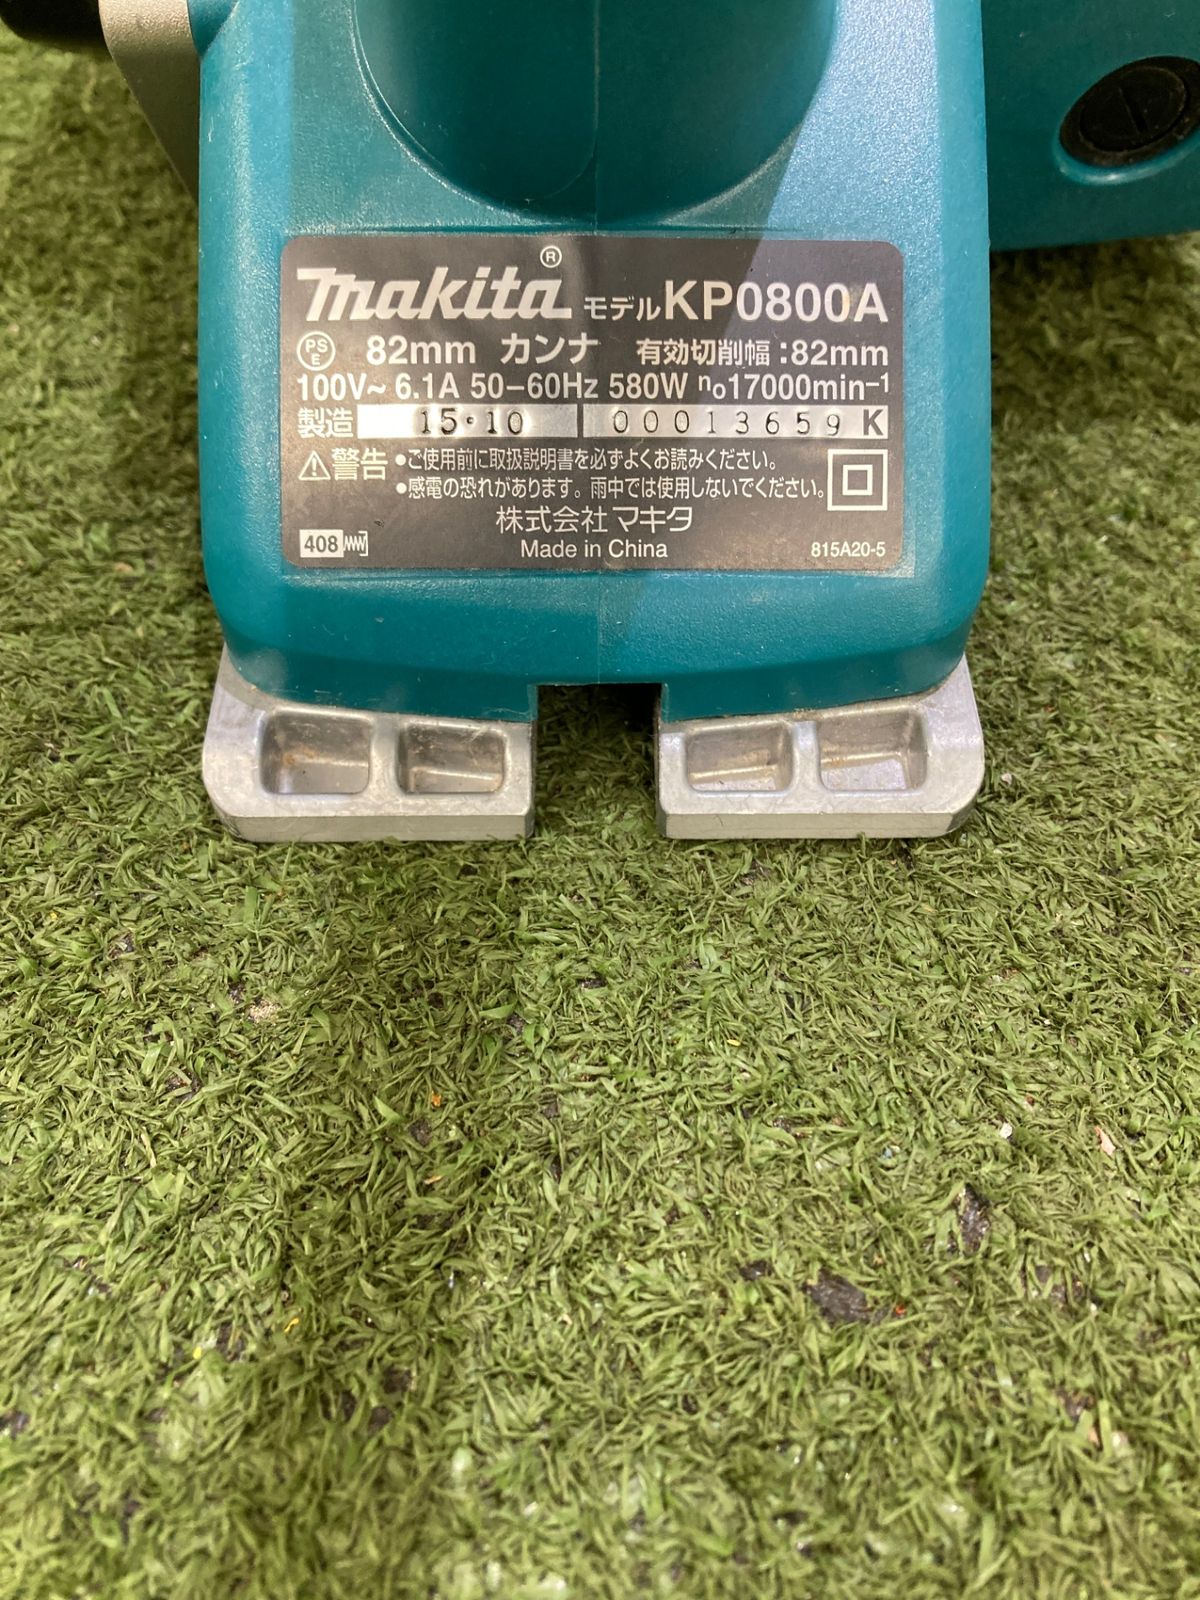 makita® モデルKP0800A
PSE 82mm カンナ 有効切削幅:82mm
100V~ 6.1A 50-60Hz 580W n₀17000min⁻¹
製造 15・10 00013659 K
⚠警告 •ご使用前に取扱説明書を必ずよくお読みください。
•感電の恐れがあります。雨中では使用しないでください。
株式会社マキタ
408 Made in China 815A20-5